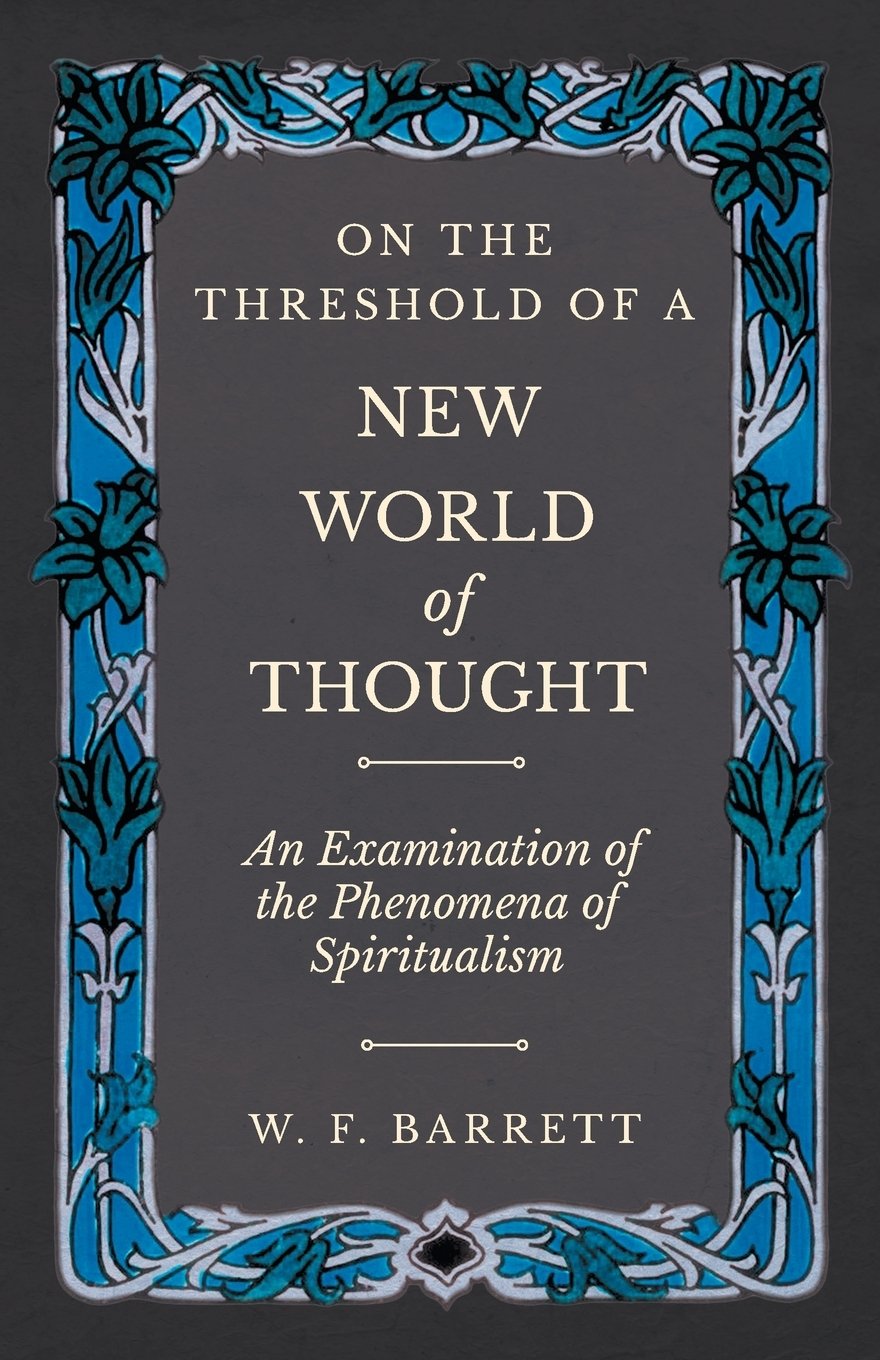 ON THE
THRESHOLD OF A
NEW
WORLD
of
THOUGHT
An Examination of
the Phenomena of
Spiritualism
W. F. BARRETT